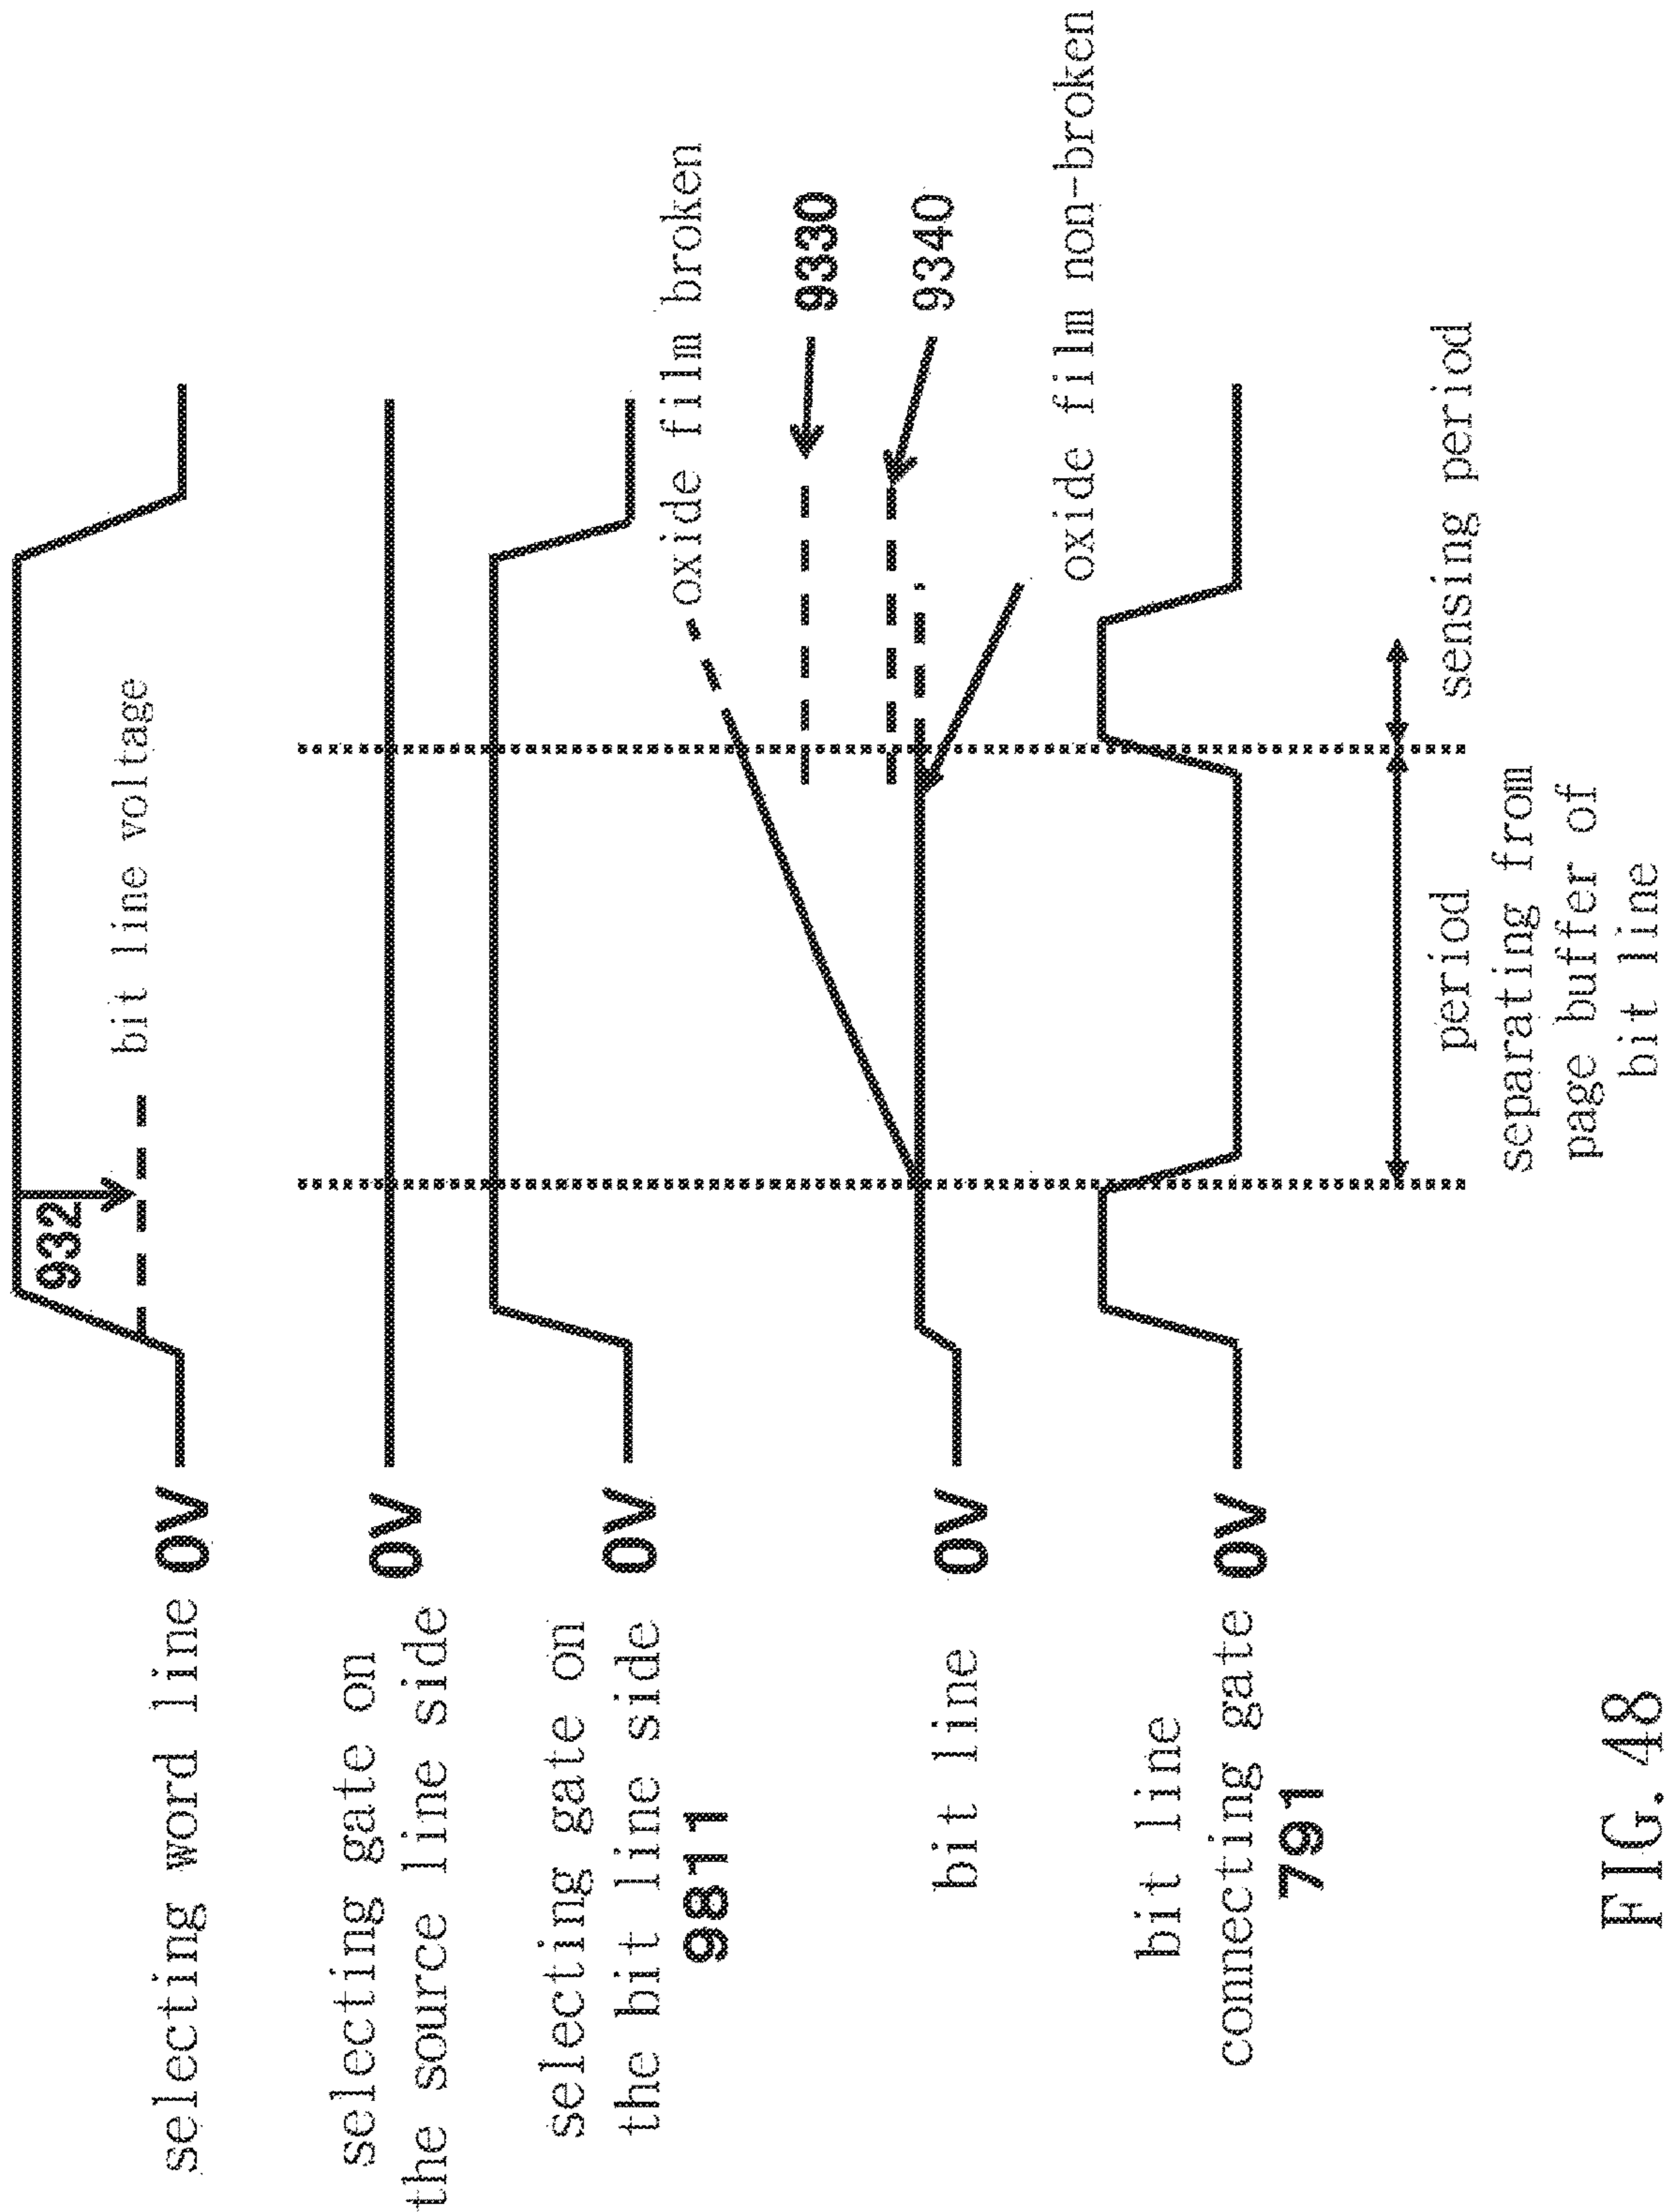 bit line voltage
932
selecting word line 0V
selecting gate on
the source line side
0V
selecting gate on
the bit line side
9811
0V
oxide film broken
9330
9340
oxide film non-broken
bit line 0V
bit line
connecting gate
791
0V
period
separating from
page buffer of
bit line
sensing period
FIG. 48